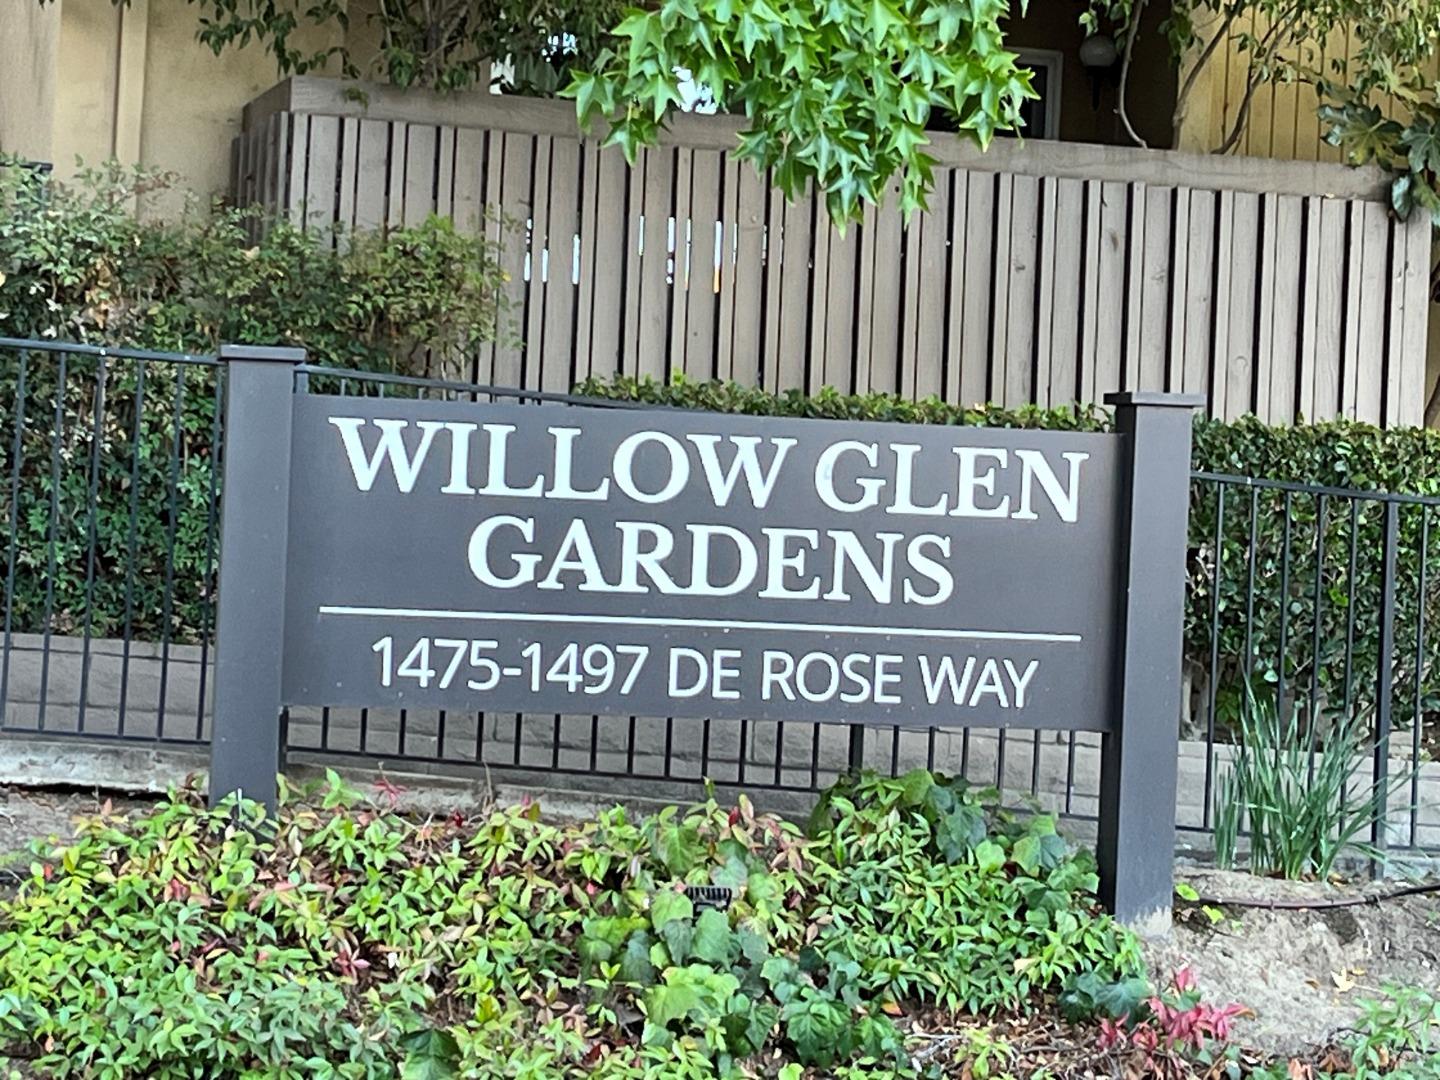 WILLOW GLEN
GARDENS
1475-1497 DE ROSE WAY